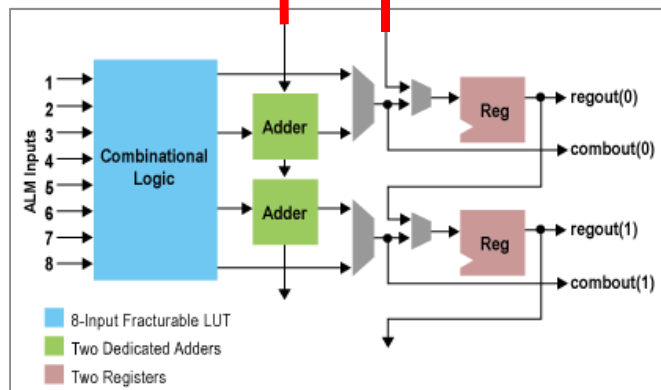 ALM Inputs
1
2
3
4
5
6
7
8
Combinational
Logic
Adder
Adder
Reg
Reg
regout(0)
combout(0)
regout(1)
combout(1)
8-Input Fracturable LUT
Two Dedicated Adders
Two Registers